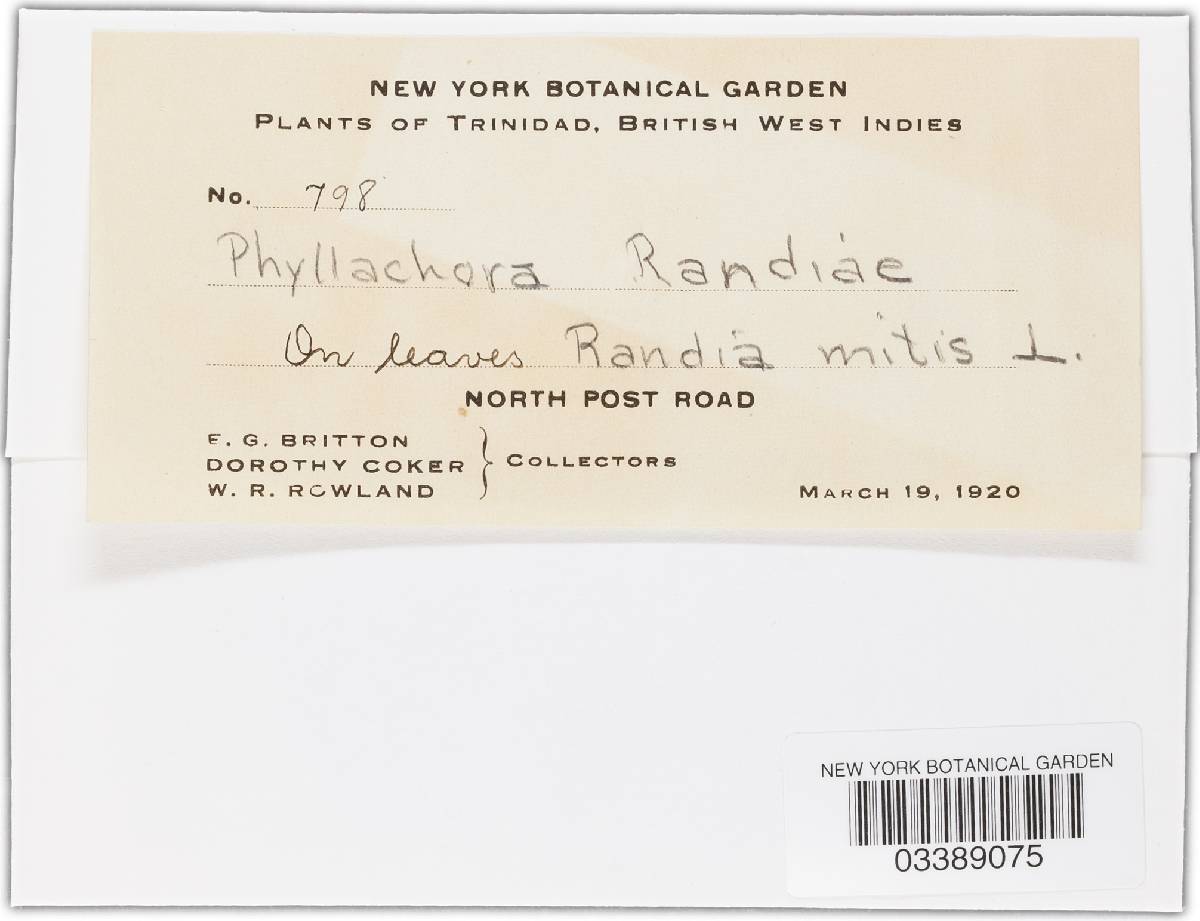 NEW YORK BOTANICAL GARDEN
PLANTS OF TRINIDAD, BRITISH WEST INDIES
No. 798
Phyllachora Randiae
On leaves Randia mitis L.
NORTH POST ROAD
E. G. BRITTON
DOROTHY COKER
W. R. ROWLAND
COLLECTORS
MARCH 19, 1920
NEW YORK BOTANICAL GARDEN
03389075